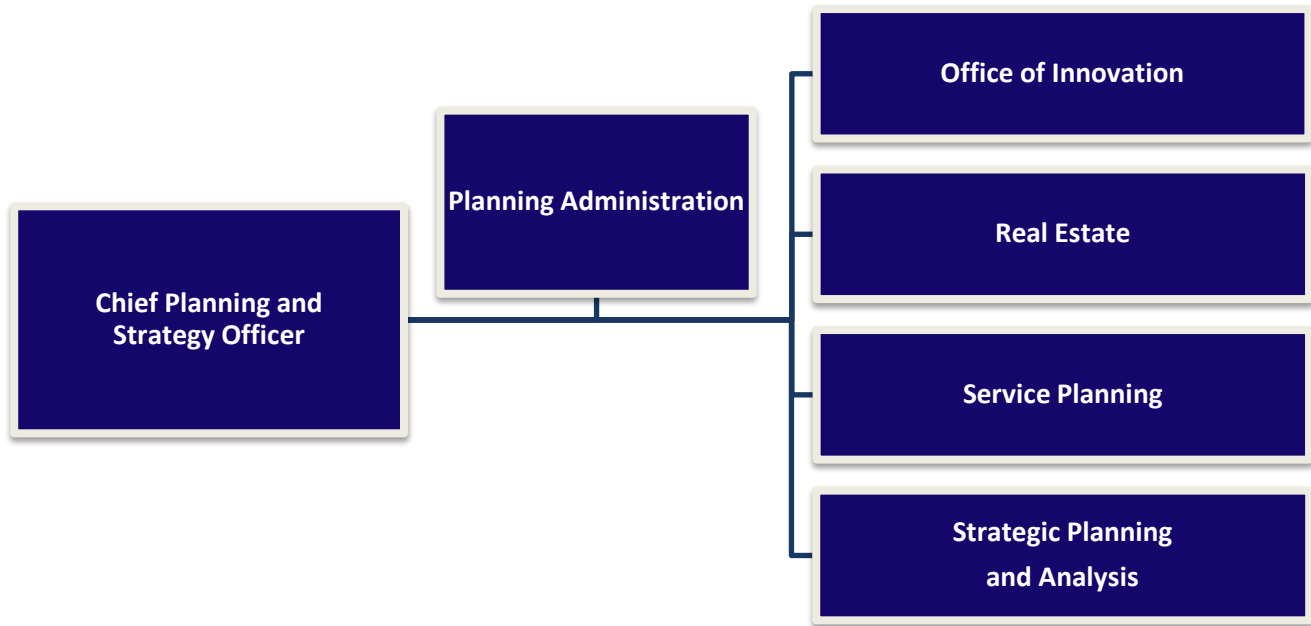 Chief Planning and
Strategy Officer
Planning Administration
Office of Innovation
Real Estate
Service Planning
Strategic Planning
and Analysis